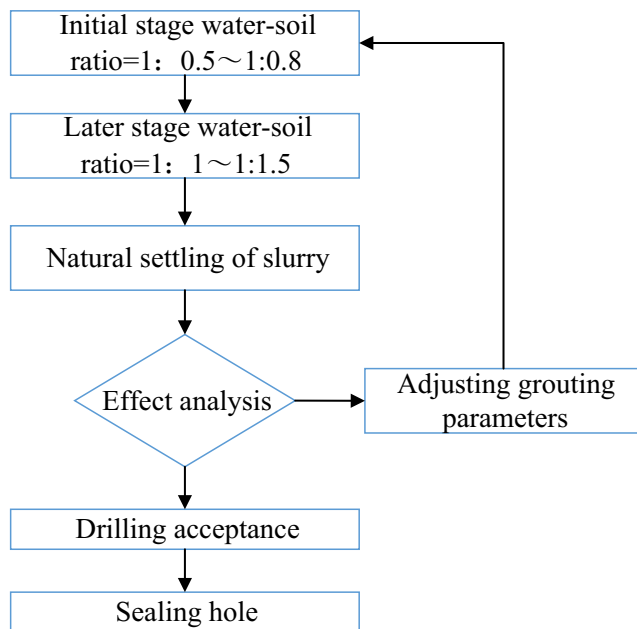 Initial stage water-soil
ratio=1：0.5～1:0.8
Later stage water-soil
ratio=1：1～1:1.5
Natural settling of slurry
Effect analysis
Adjusting grouting
parameters
Drilling acceptance
Sealing hole